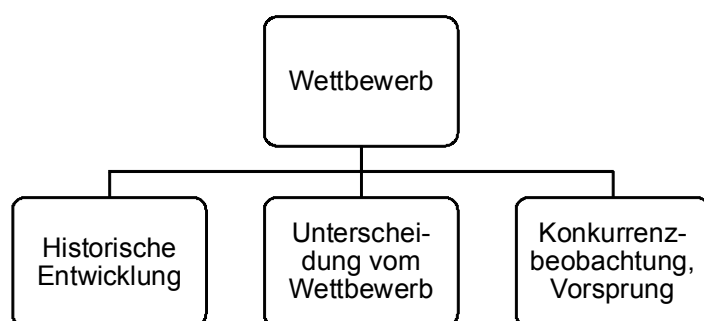 Wettbewerb
Historische
Entwicklung
Unterschei-
dung vom
Wettbewerb
Konkurrenz-
beobachtung,
Vorsprung